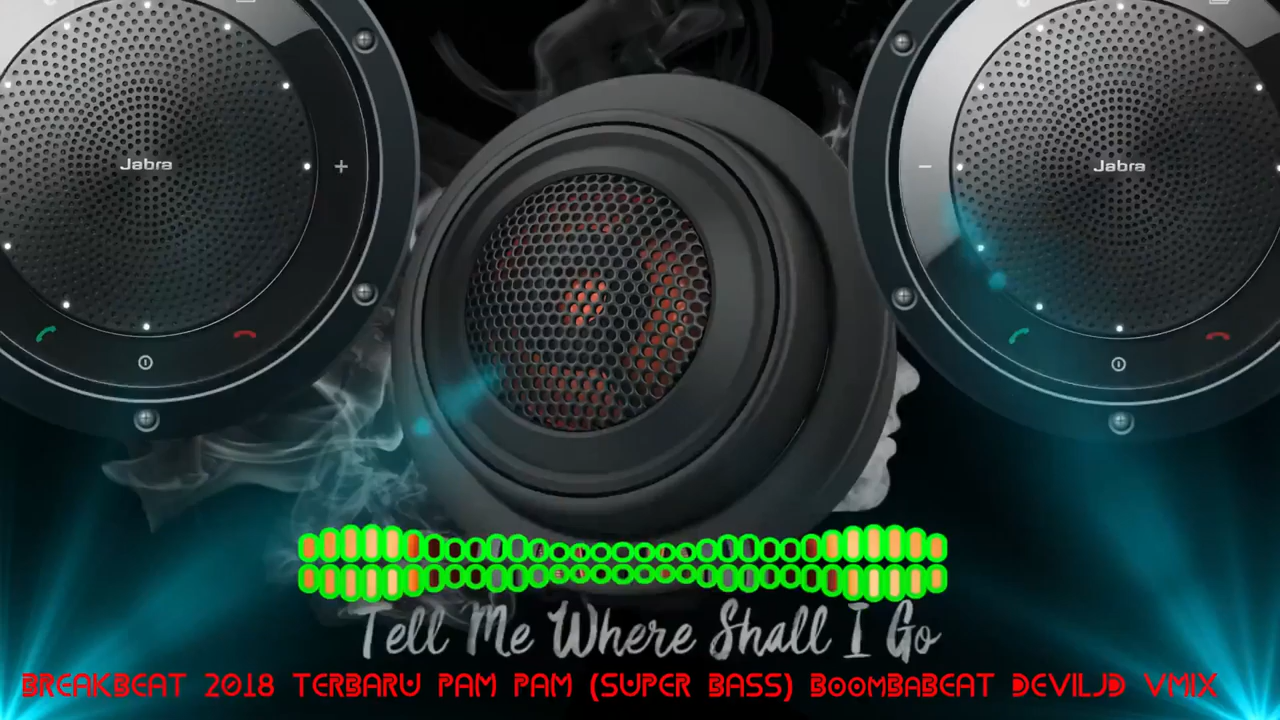 Jabra
Jabra
Tell Me Where Shall I Go
BREAKBEAT 2018 TERBARU PAM PAM (SUPER BASS) BOOMBABEAT DEVILJD VMIX